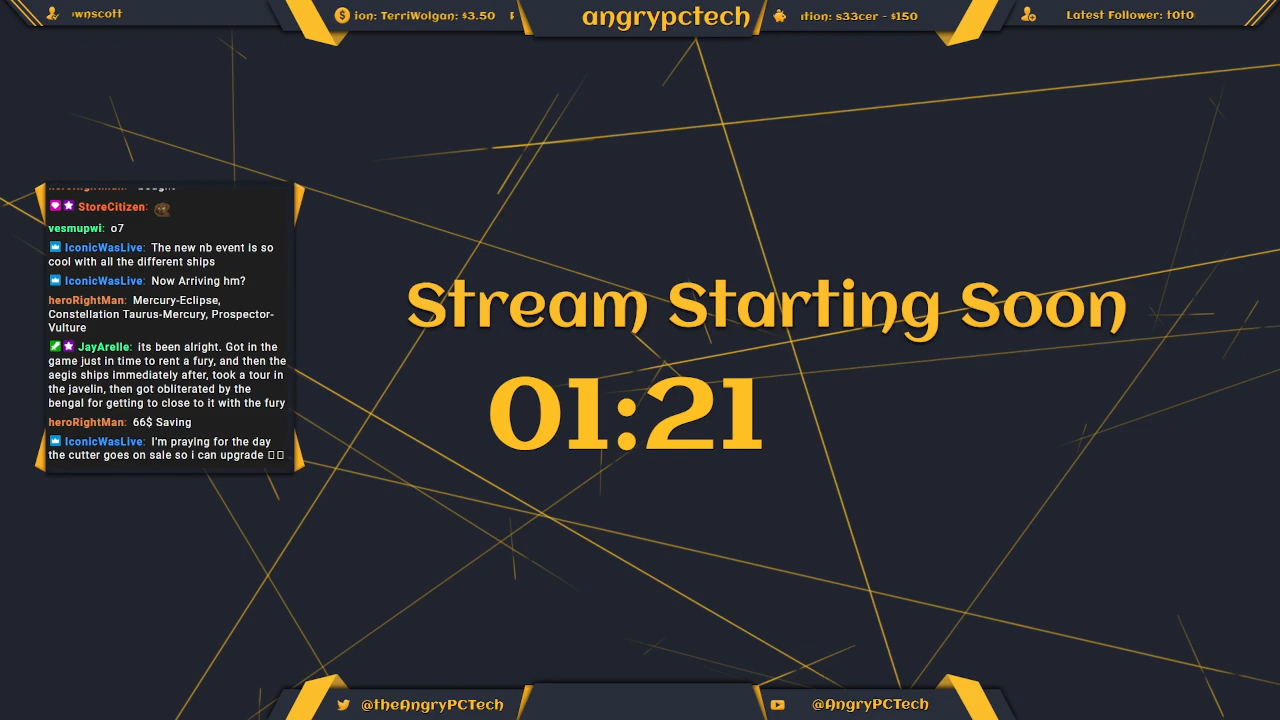 wnscott
ion: TerriWolgan: $3.50
angrypctech
ition: s33cer - $150
Latest Follower: t0t0
StoreCitizen:
vesmupwi: o7
IconicWasLive: The new nb event is so
cool with all the different ships
IconicWasLive: Now Arriving hm?
heroRightMan: Mercury-Eclipse,
Constellation Taurus-Mercury, Prospector-
Vulture
JayArelle: its been alright. Got in the
game just in time to rent a fury, and then the
aegis ships immediately after, took a tour in
the javelin, then got obliterated by the
bengal for getting to close to it with the fury
heroRightMan: 66$ Saving
IconicWasLive: I'm praying for the day
the cutter goes on sale so i can upgrade
Stream Starting Soon
01:21
@theAngryPCTech
@AngryPCTech